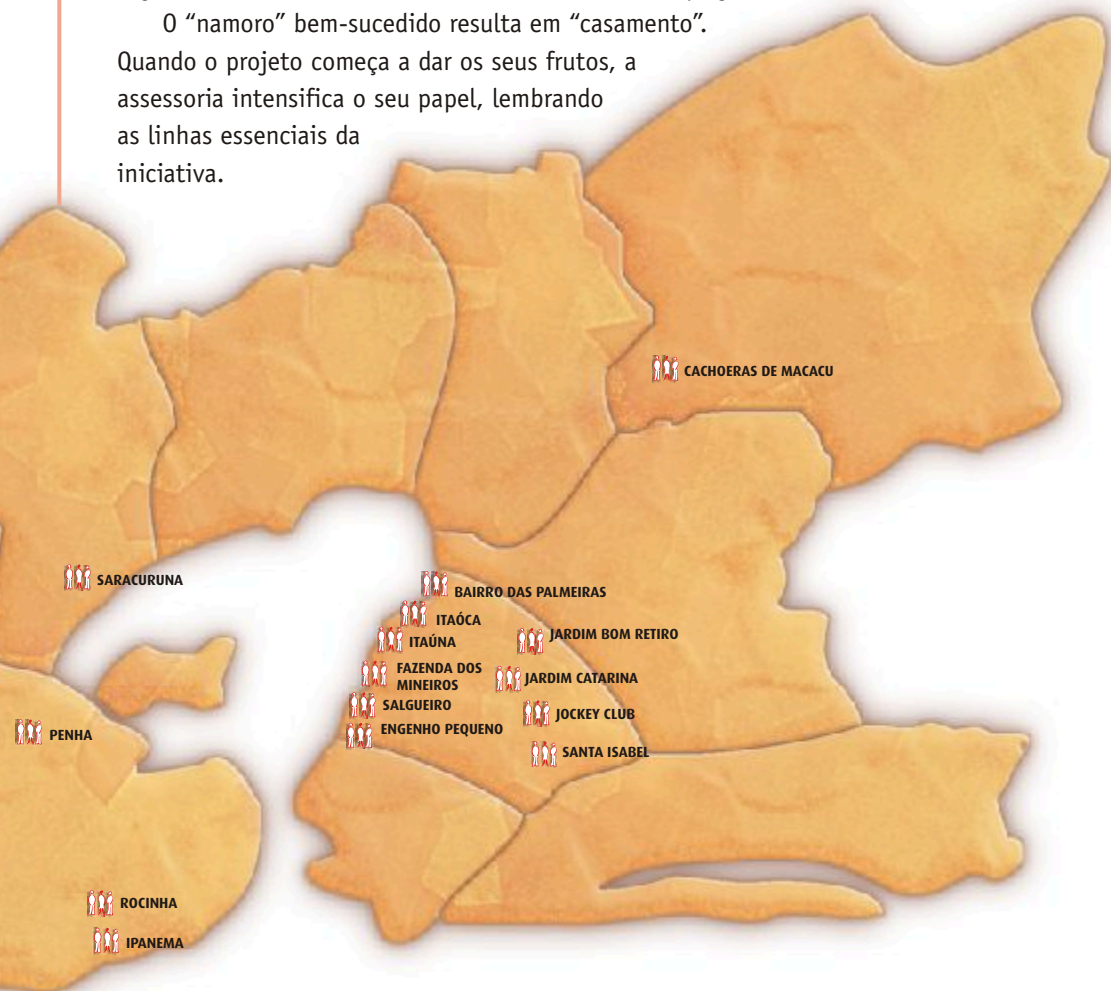 O “namoro” bem-sucedido resulta em “casamento”.
Quando o projeto começa a dar os seus frutos, a
assessoria intensifica o seu papel, lembrando
as linhas essenciais da
iniciativa.
CACHOERAS DE MACACU
SARACURUNA
BAIRRO DAS PALMEIRAS
ITAÓCA
ITAÚNA
JARDIM BOM RETIRO
FAZENDA DOS
MINEIROS
JARDIM CATARINA
SALGUEIRO
JOCKEY CLUB
ENGENHO PEQUENO
SANTA ISABEL
PENHA
ROCINHA
IPANEMA